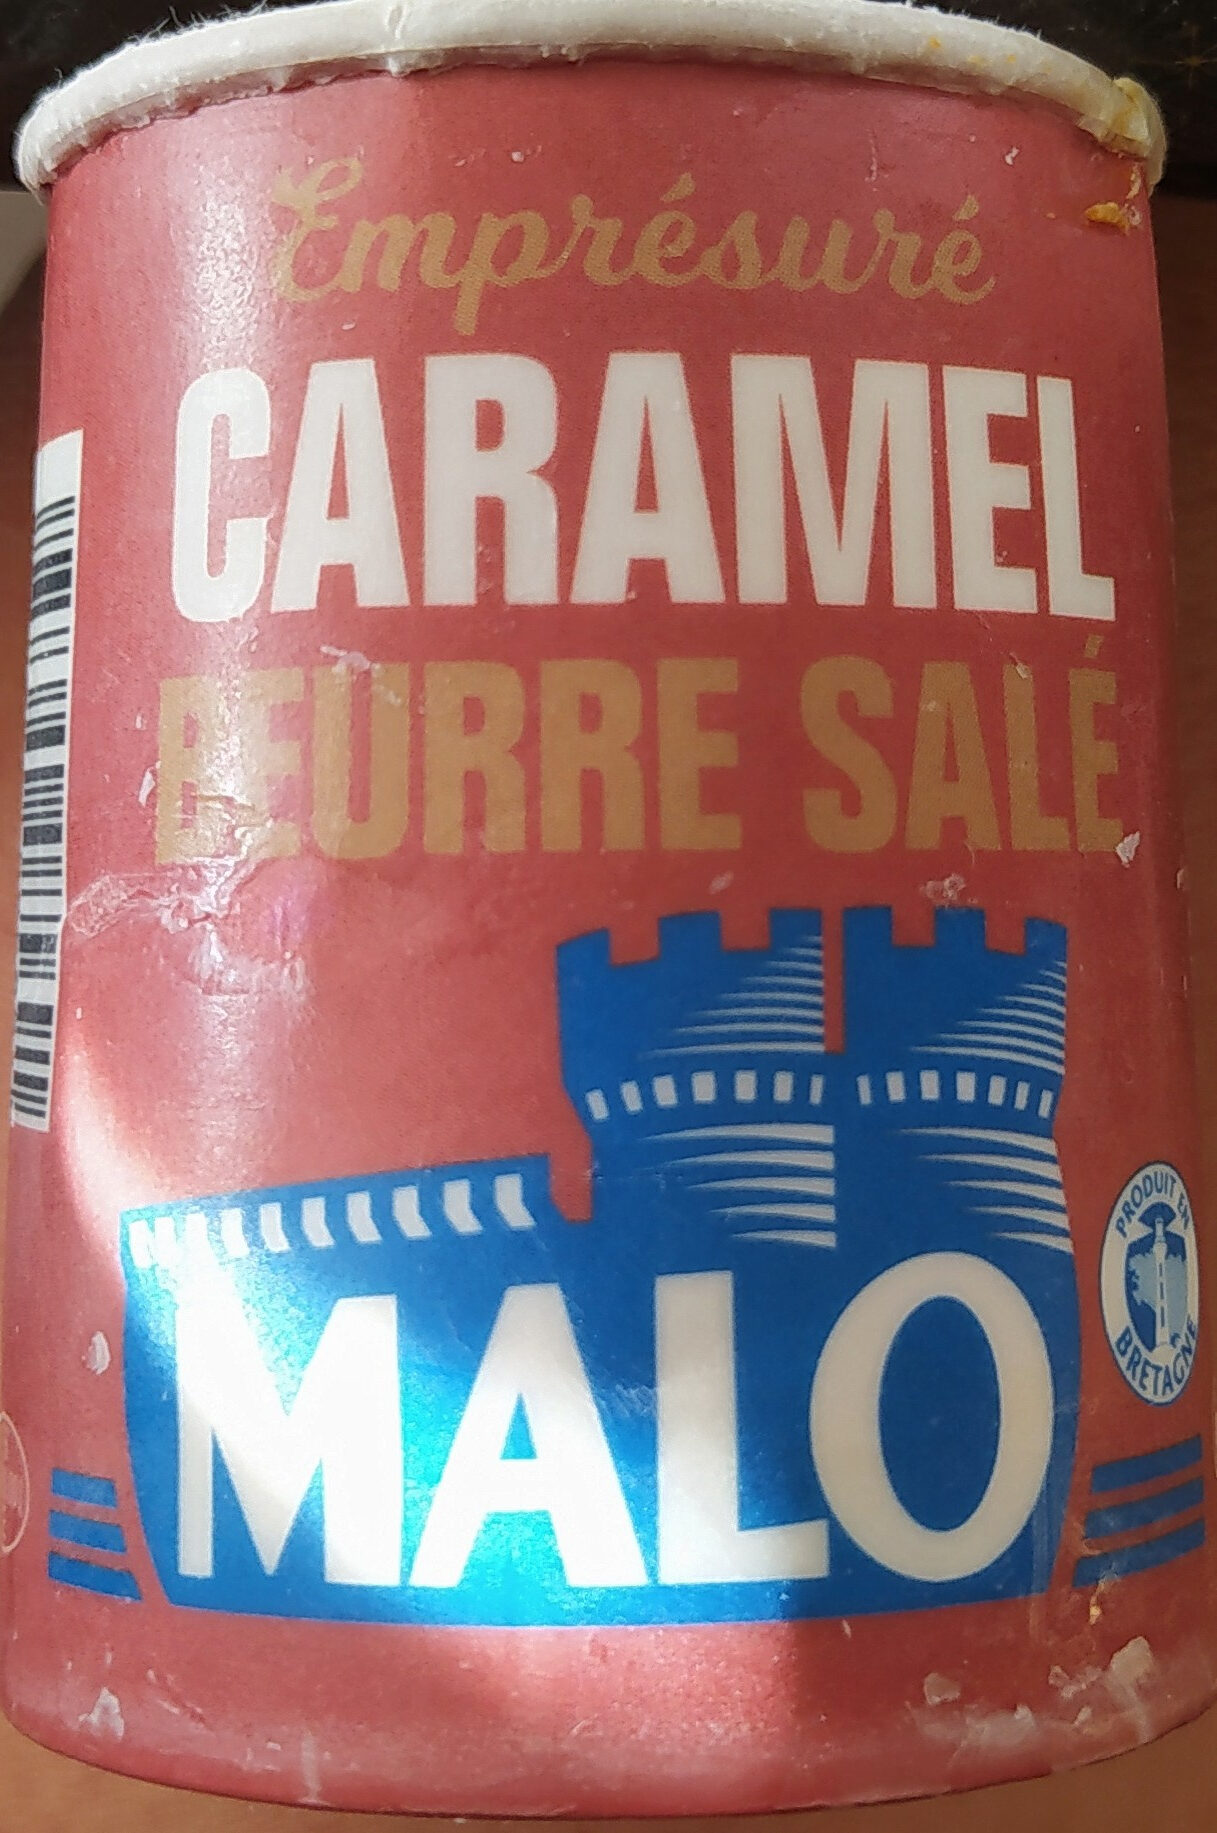 Emprésuré
CARAMEL
BEURRE SALÉ
MALO
PRODUIT EN
BRETAGNE